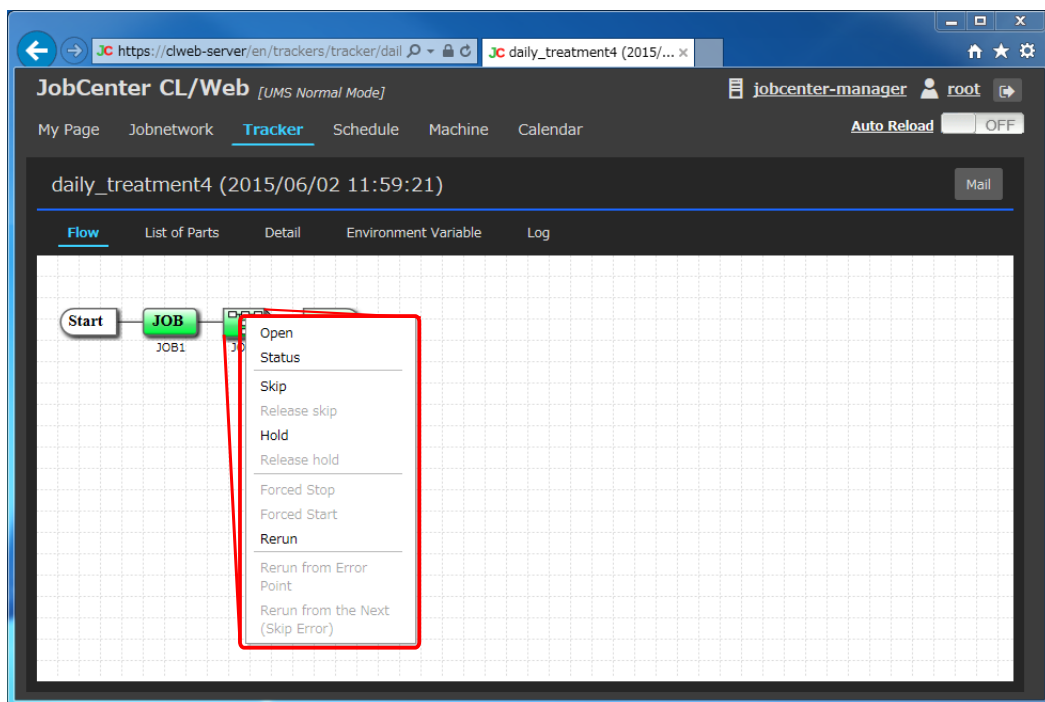 X
JC https://clweb-server/en/trackers/tracker/dail
JC daily_treatment4 (2015/... ×
JobCenter CL/Web [UMS Normal Mode]
jobcenter-manager root
My Page Jobnetwork Tracker Schedule Machine Calendar
Auto Reload OFF
daily_treatment4 (2015/06/02 11:59:21)
Mail
Flow List of Parts Detail Environment Variable Log
Start JOB
JOB1
Open
Status
Skip
Release skip
Hold
Release hold
Forced Stop
Forced Start
Rerun
Rerun from Error
Point
Rerun from the Next
(Skip Error)